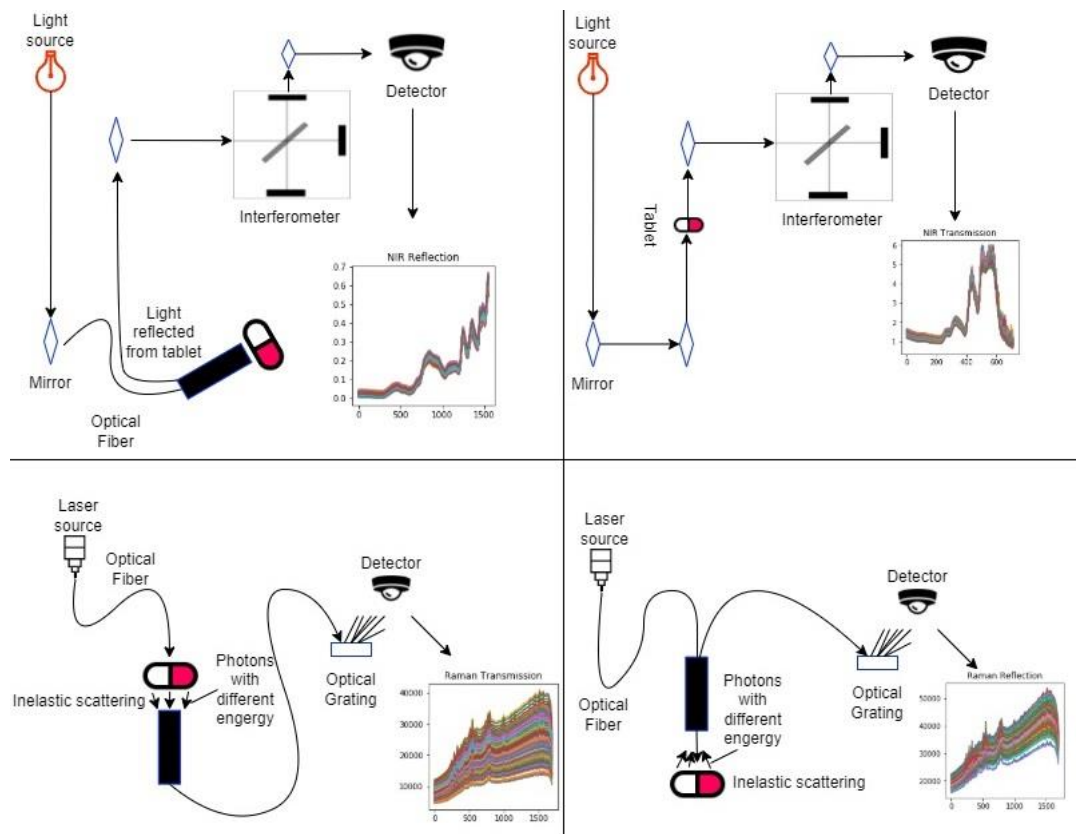 Light
source
Detector
Interferometer
Light
reflected
from tablet
Mirror
Optical
Fiber
NIR Reflection
0.7
0.6
0.5
0.4
0.3
0.2
0.1
0.0
0
500
1000
1500
Light
source
Detector
Interferometer
Tablet
Mirror
NIR Transmission
6
5
4
3
2
1
0
200
400
600
Laser
source
Optical
Fiber
Detector
Inelastic scattering
Photons
with
different
engergy
Optical
Grating
Raman Transmission
40000
30000
20000
10000
0
500
1000
1500
Laser
source
Optical
Fiber
Detector
Photons
with
different
engergy
Inelastic scattering
Optical
Grating
Raman Reflection
50000
40000
30000
20000
0
500
1000
1500